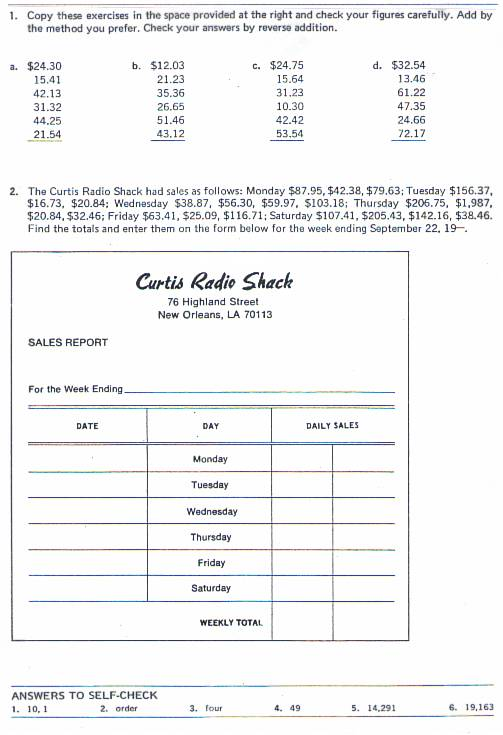 1. Copy these exercises in the space provided at the right and check your figures carefully. Add by
the method you prefer. Check your answers by reverse addition.
a. $24.30 b. $12.03 c. $24.75 d. $32.54
15.41 21.23 15.64 13.46
42.13 35.36 31.23 61.22
31.32 26.65 10.30 47.35
44.25 51.46 42.42 24.66
21.54 43.12 53.54 72.17
2. The Curtis Radio Shack had sales as follows: Monday $87.95, $42.38, $79.63; Tuesday $156.37,
$16.73, $20.84; Wednesday $38.87, $56.30, $59.97, $103.18; Thursday $206.75, $1,987,
$20.84, $32.46; Friday $63.41, $25.09, $116.71; Saturday $107.41, $205.43, $142.16, $38.46.
Find the totals and enter them on the form below for the week ending September 22, 19—.
Curtis Radio Shack
76 Highland Street
New Orleans, LA 70113
SALES REPORT
For the Week Ending
DATE DAY DAILY SALES
Monday
Tuesday
Wednesday
Thursday
Friday
Saturday
WEEKLY TOTAL
ANSWERS TO SELF-CHECK
1. 10, 1 2. order 3. four 4. 49 5. 14,291 6. 19,163